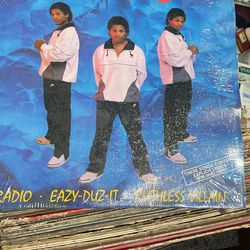 RADIO · EAZY-DUZ-IT · RUTHLESS VILLAIN